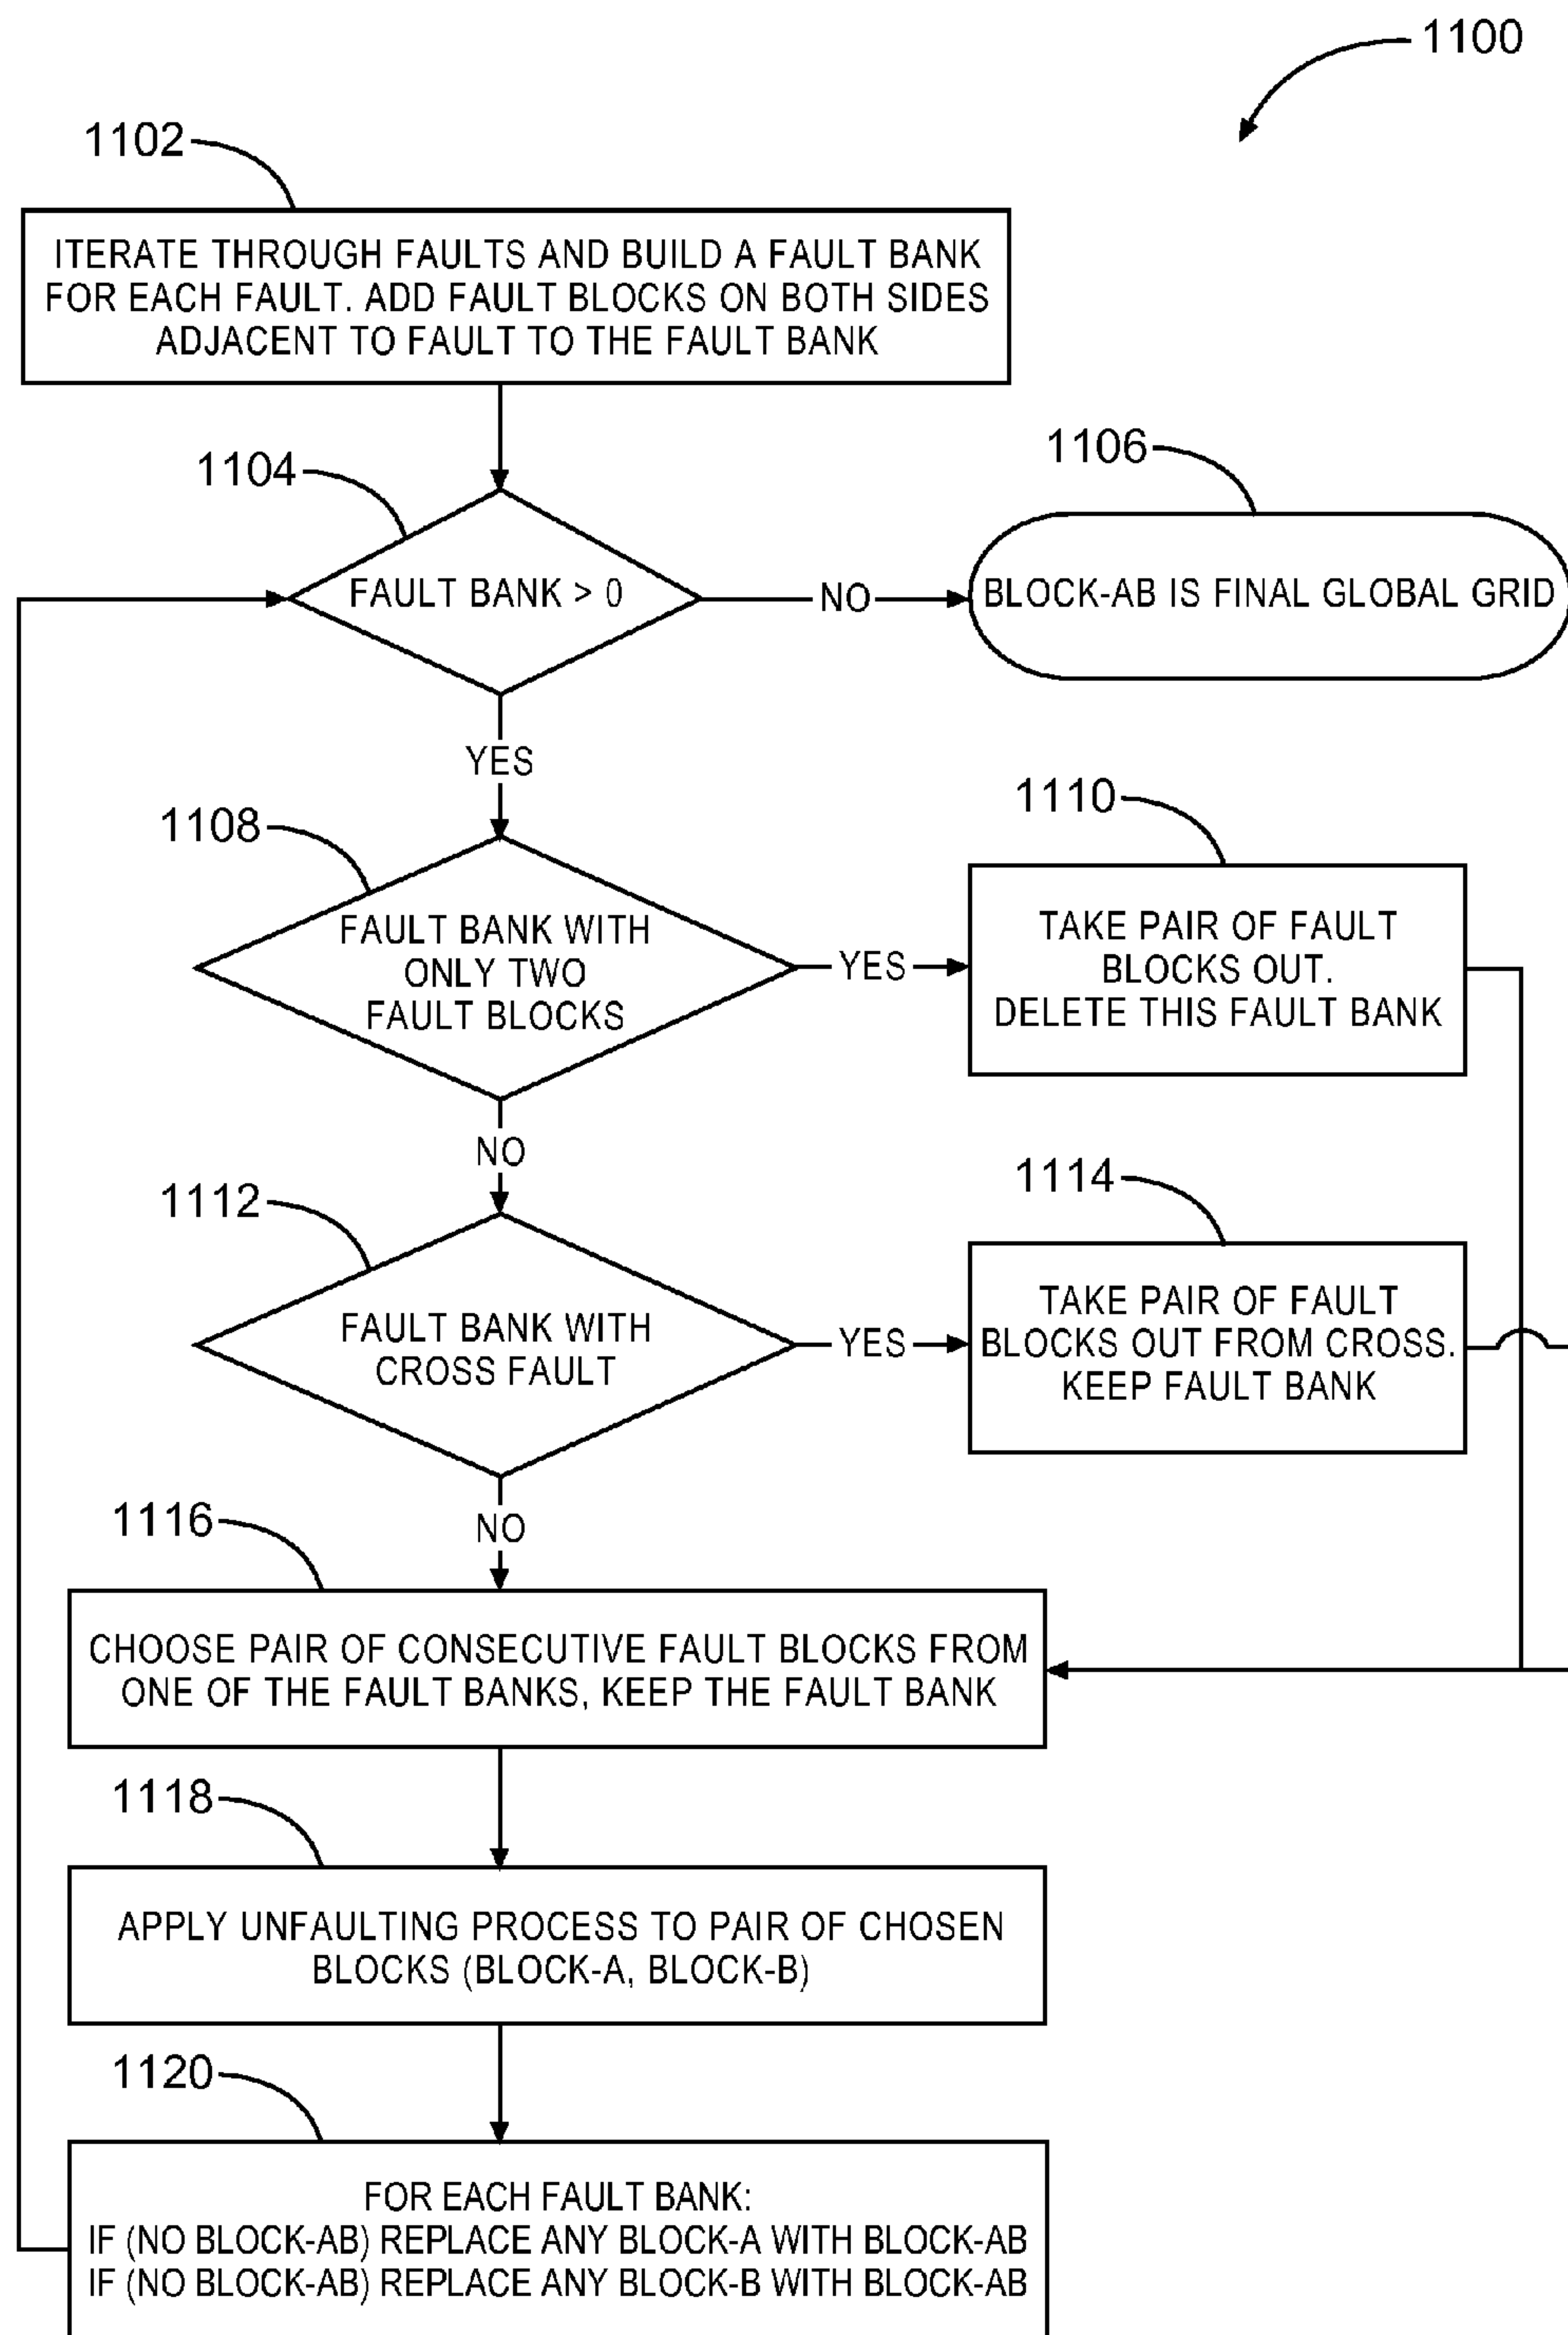 1100
1102
ITERATE THROUGH FAULTS AND BUILD A FAULT BANK
FOR EACH FAULT. ADD FAULT BLOCKS ON BOTH SIDES
ADJACENT TO FAULT TO THE FAULT BANK
1104
FAULT BANK > 0
NO
1106
BLOCK-AB IS FINAL GLOBAL GRID
YES
1108
FAULT BANK WITH
ONLY TWO
FAULT BLOCKS
YES
1110
TAKE PAIR OF FAULT
BLOCKS OUT.
DELETE THIS FAULT BANK
NO
1112
FAULT BANK WITH
CROSS FAULT
YES
1114
TAKE PAIR OF FAULT
BLOCKS OUT FROM CROSS.
KEEP FAULT BANK
NO
1116
CHOOSE PAIR OF CONSECUTIVE FAULT BLOCKS FROM
ONE OF THE FAULT BANKS, KEEP THE FAULT BANK
1118
APPLY UNFAULTING PROCESS TO PAIR OF CHOSEN
BLOCKS (BLOCK-A, BLOCK-B)
1120
FOR EACH FAULT BANK:
IF (NO BLOCK-AB) REPLACE ANY BLOCK-A WITH BLOCK-AB
IF (NO BLOCK-AB) REPLACE ANY BLOCK-B WITH BLOCK-AB